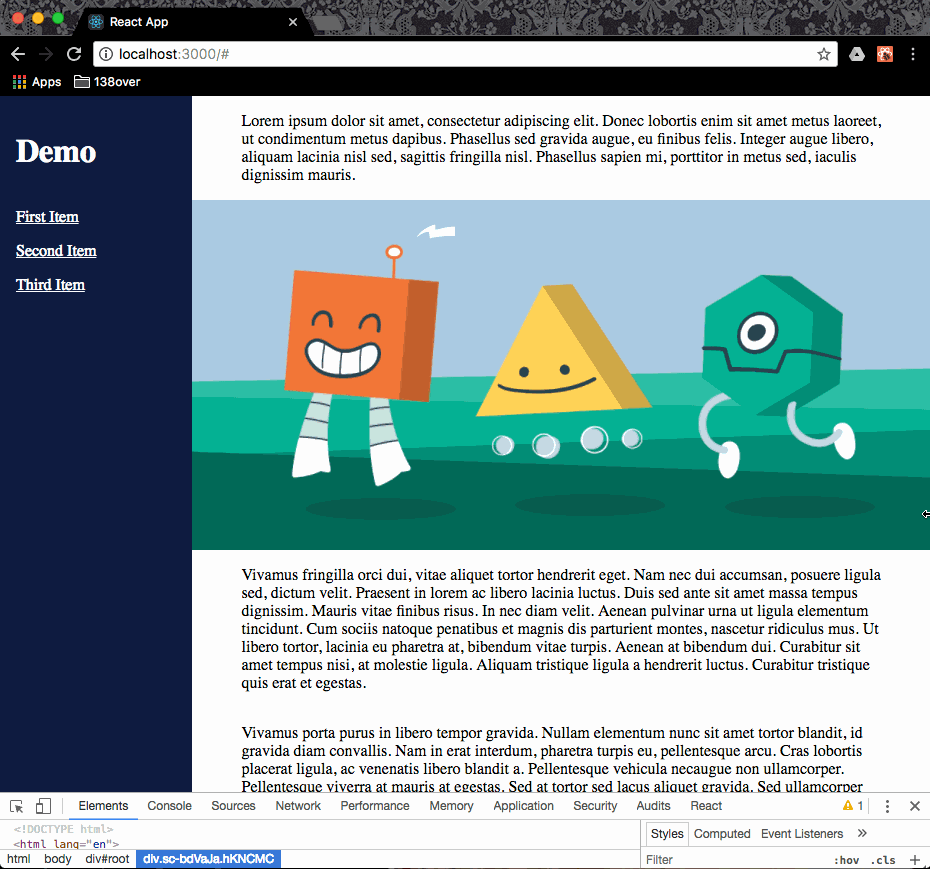 React App
localhost:3000/#
Apps
138over
Demo
First Item
Second Item
Third Item
Lorem ipsum dolor sit amet, consectetur adipiscing elit. Donec lobortis enim sit amet metus laoreet,
ut condimentum metus dapibus. Phasellus sed gravida augue, eu finibus felis. Integer augue libero,
aliquam lacinia nisl sed, sagittis fringilla nisl. Phasellus sapien mi, porttitor in metus sed, iaculis
dignissim mauris.
Vivamus fringilla orci dui, vitae aliquet tortor hendrerit eget. Nam nec dui accumsan, posuere ligula
sed, dictum velit. Praesent in lorem ac libero lacinia luctus. Duis sed ante sit amet massa tempus
dignissim. Mauris vitae finibus risus. In nec diam velit. Aenean pulvinar urna ut ligula elementum
tincidunt. Cum sociis natoque penatibus et magnis dis parturient montes, nascetur ridiculus mus. Ut
libero tortor, lacinia eu pharetra at, bibendum vitae turpis. Aenean at bibendum dui. Curabitur sit
amet tempus nisi, at molestie ligula. Aliquam tristique ligula a hendrerit luctus. Curabitur tristique
quis erat et egestas.
Vivamus porta purus in libero tempor gravida. Nullam elementum nunc sit amet tortor blandit, id
gravida diam convallis. Nam in erat interdum, pharetra turpis eu, pellentesque arcu. Cras lobortis
placerat ligula, ac venenatis libero blandit a. Pellentesque vehicula necaugue non ullamcorper.
Pellentesque viverra at mauris at egestas. Sed at tortor sed lacus aliquet gravida. Sed ullamcorper
Elements Console Sources Network Performance Memory Application Security Audits React 1
<!DOCTYPE html>
<html lang="en">
html body div#root div.sc-bdVaJa.hKNCMC
Styles Computed Event Listeners »
Filter :hov .cls +